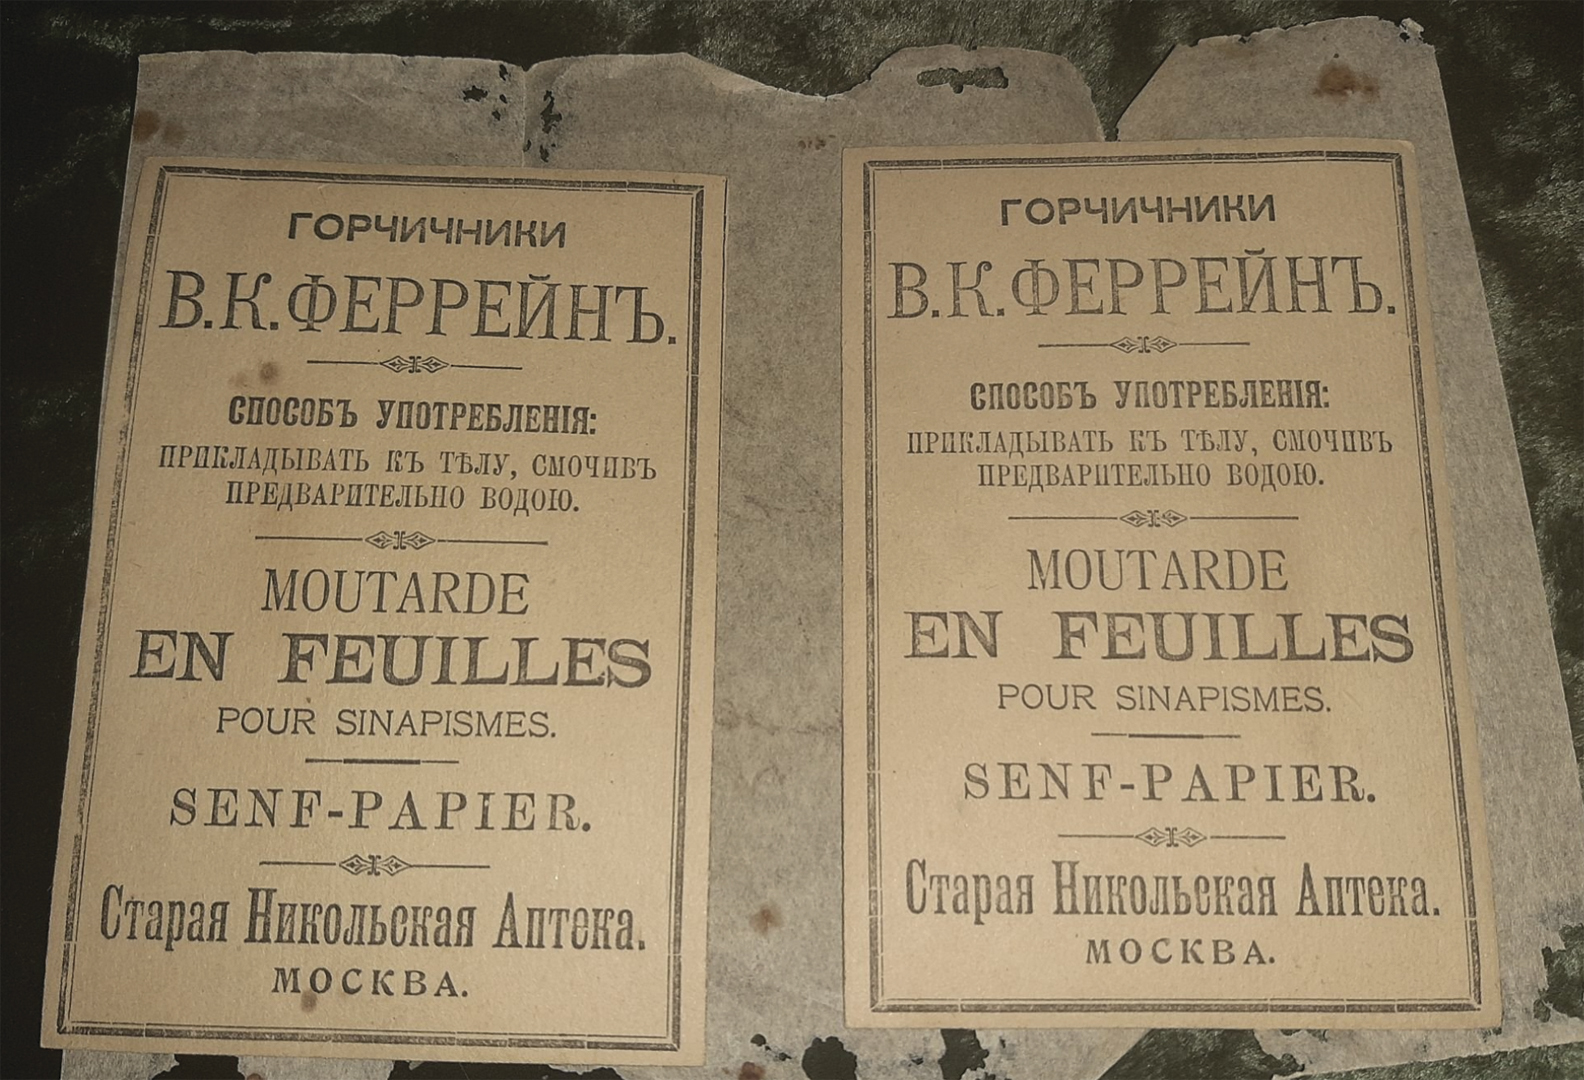 ГОРЧИЧНИКИ
В.К.ФЕРРЕЙНЪ.
СПОСОБЪ УПОТРЕБЛЕНІЯ:
ПРИКЛАДЫВАТЬ КЪ ТѢЛУ, СМОЧИВЪ
ПРЕДВАРИТЕЛЬНО ВОДОЮ.
MOUTARDE
EN FEUILLES
POUR SINAPISMES.
SENF-PAPIER.
Старая Никольская Аптека.
МОСКВА.
ГОРЧИЧНИКИ
В.К.ФЕРРЕЙНЪ.
СПОСОБЪ УПОТРЕБЛЕНІЯ:
ПРИКЛАДЫВАТЬ КЪ ТѢЛУ, СМОЧИВЪ
ПРЕДВАРИТЕЛЬНО ВОДОЮ.
MOUTARDE
EN FEUILLES
POUR SINAPISMES.
SENF-PAPIER.
Старая Никольская Аптека.
МОСКВА.